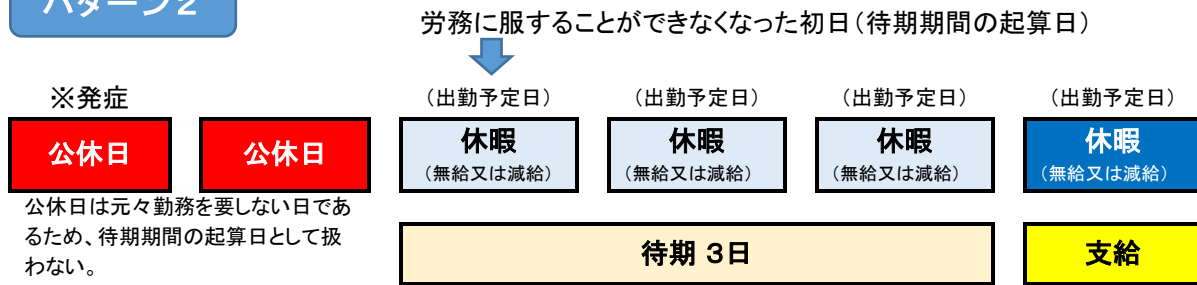 パターン２
労務に服することができなくなった初日（待期期間の起算日）
※発症
（出勤予定日） （出勤予定日） （出勤予定日） （出勤予定日）
公休日 公休日 休暇 休暇 休暇 休暇
（無給又は減給） （無給又は減給） （無給又は減給） （無給又は減給）
公休日は元々勤務を要しない日であ
るため、待期期間の起算日として扱
わない。
待期 ３日 支給